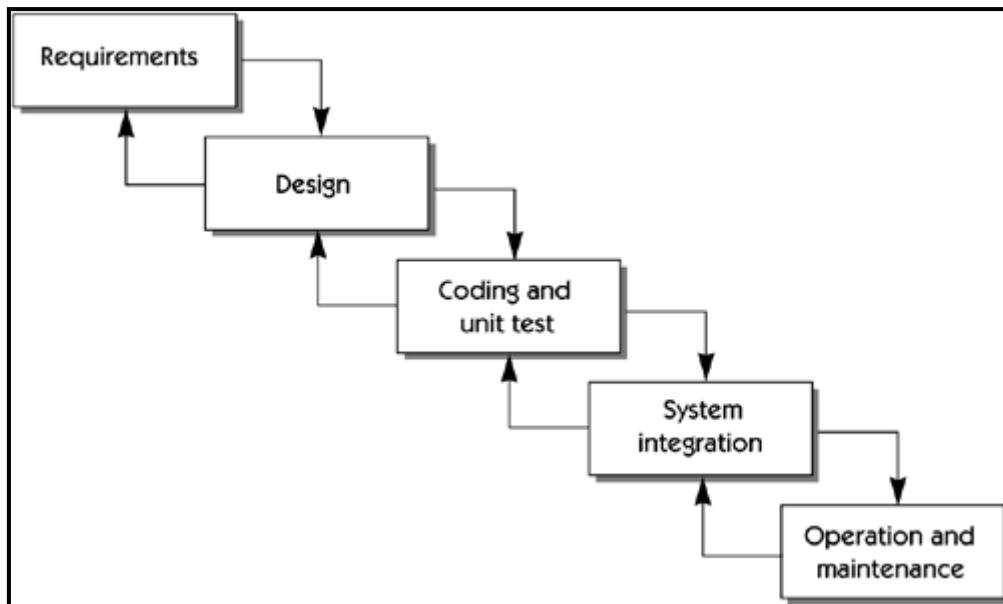 Requirements
Design
Coding and
unit test
System
integration
Operation and
maintenance